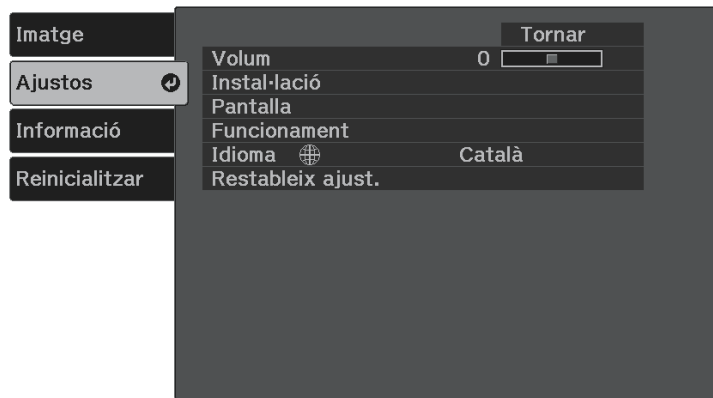 Imatge
Ajustos
Informació
Reinicialitzar
Tornar
Volum 0
Instal·lació
Pantalla
Funcionament
Idioma Català
Restableix ajust.